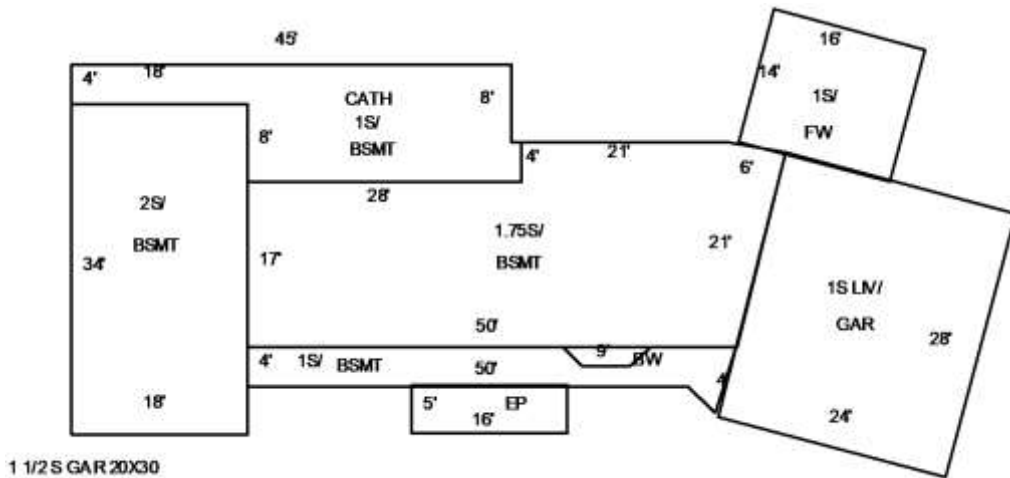 45'
16'
4'
18'
14'
CATH
8'
1S/
1S/
FW
8'
BSMT
4'
21'
6'
28'
2S/
BSMT
1.75S/
BSMT
21'
34'
17'
1S LIV/
GAR
50'
28'
4'
1S/
BSMT
50'
9'
BW
4'
18'
5'
EP
16'
24'
1 1/2 S GAR 20X30